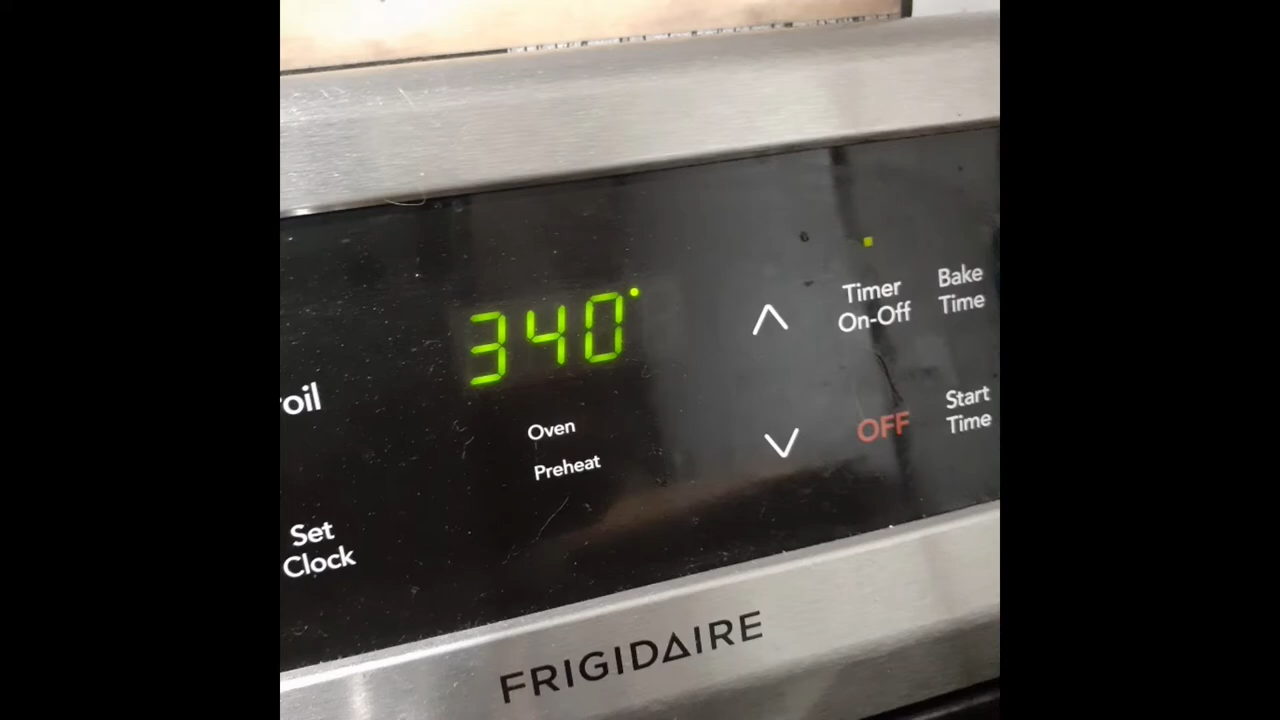 340°
Timer
On-Off
Bake
Time
oil
Oven
Preheat
OFF
Start
Time
Set
Clock
FRIGIDAIRE